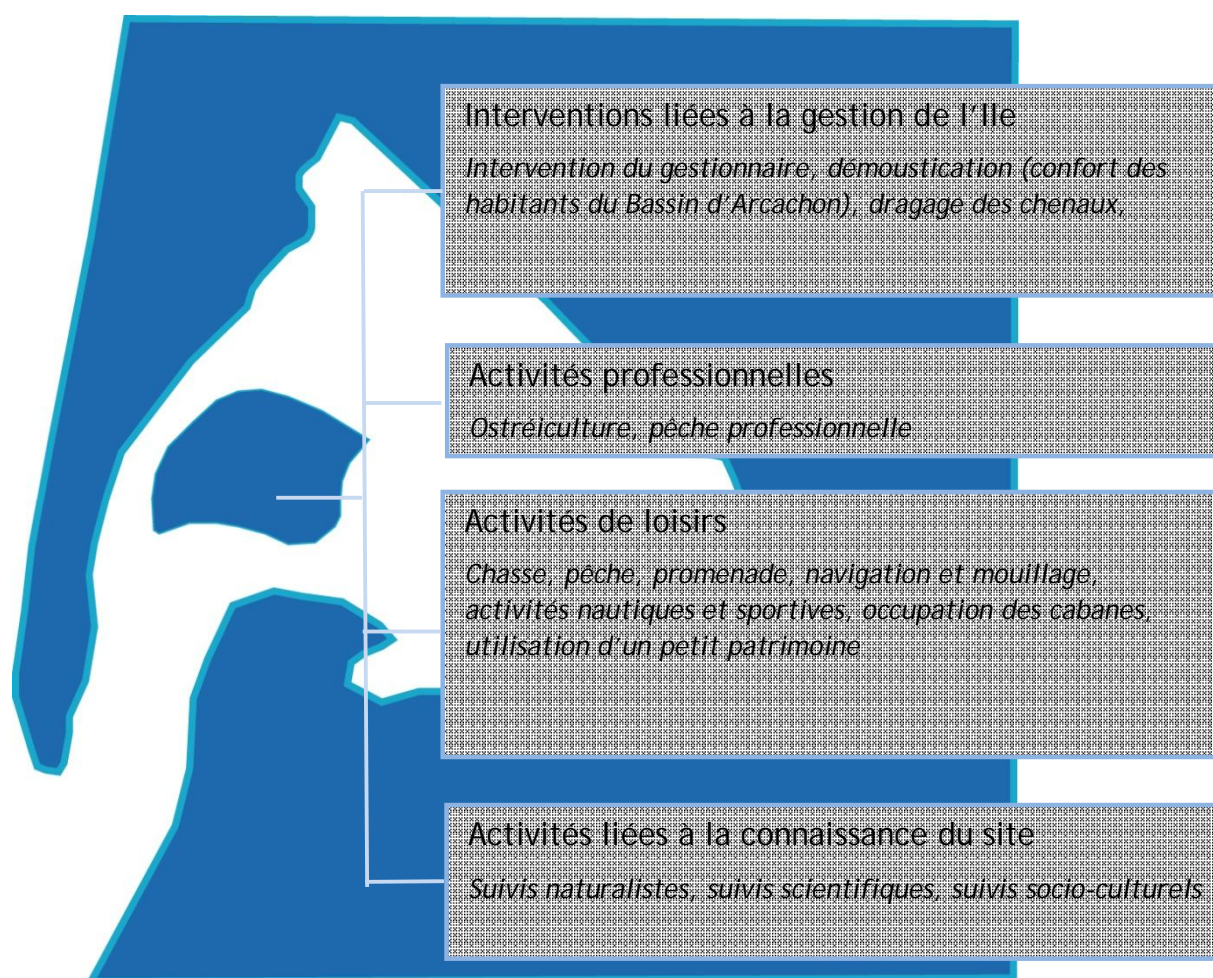 Interventions liées à la gestion de l'Ile
Intervention du gestionnaire, démoustication (confort des
habitants du Bassin d'Arcachon), dragage des chenaux,
Activités professionnelles
Ostréiculture, pêche professionnelle
Activités de loisirs
Chasse, pêche, promenade, navigation et mouillage,
activités nautiques et sportives, occupation des cabanes,
utilisation d'un petit patrimoine
Activités liées à la connaissance du site
Suivis naturalistes, suivis scientifiques, suivis socio-culturels